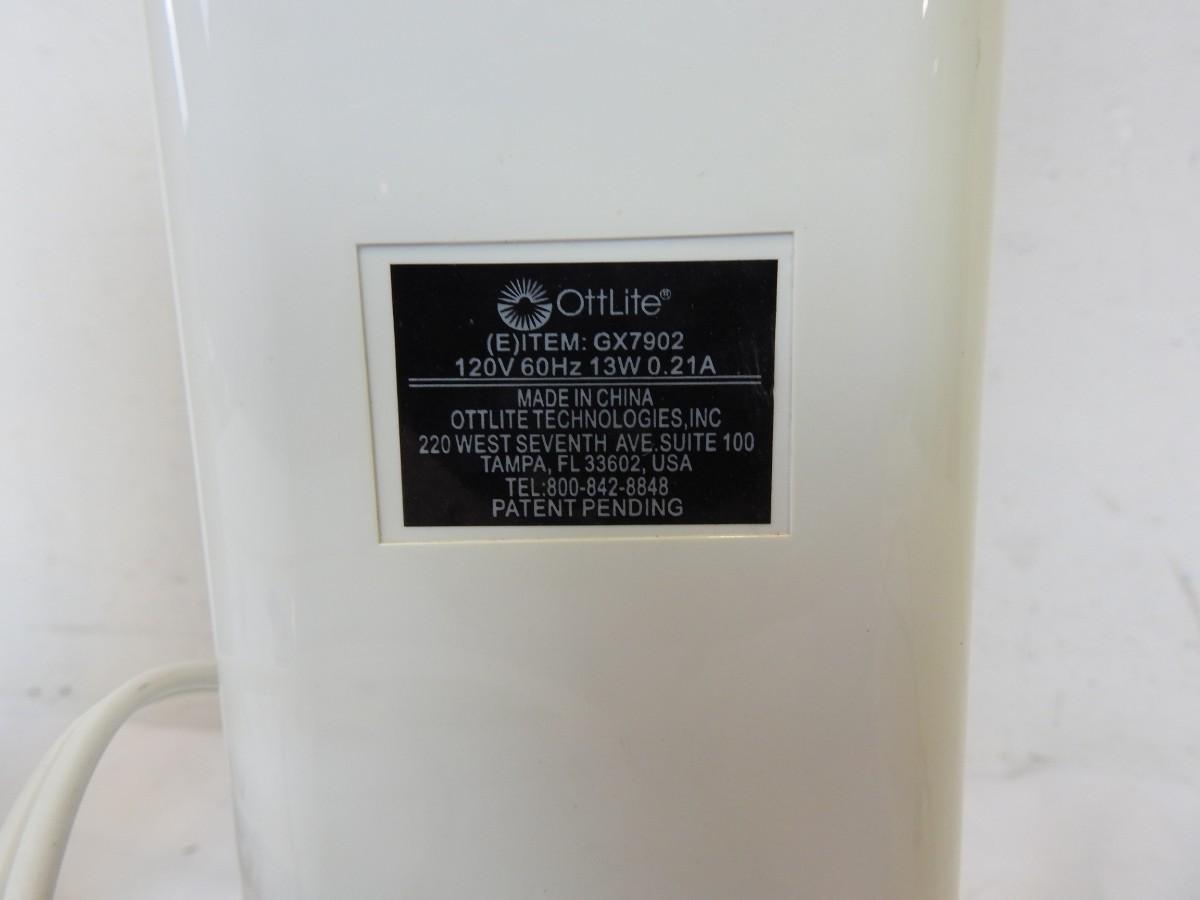 OttLite®
(E)ITEM: GX7902
120V 60Hz 13W 0.21A
MADE IN CHINA
OTTLITE TECHNOLOGIES,INC
220 WEST SEVENTH AVE.SUITE 100
TAMPA, FL 33602, USA
TEL:800-842-8848
PATENT PENDING